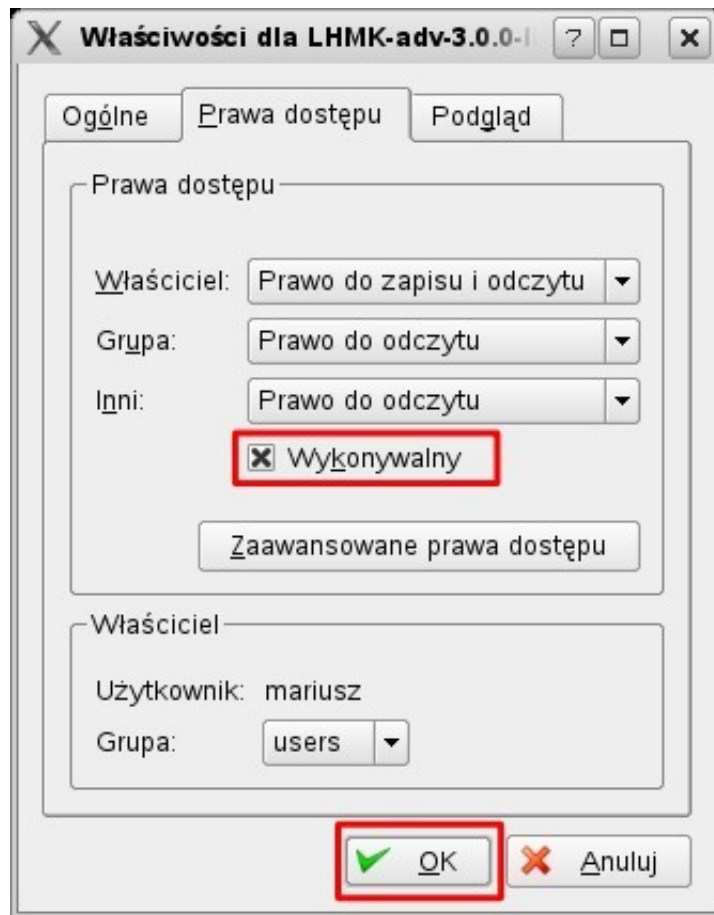 Właściwości dla LHMK-adv-3.0.0-
Ogólne Prawa dostępu Podgląd
Prawa dostępu
Właściciel: Prawo do zapisu i odczytu
Grupa: Prawo do odczytu
Inni: Prawo do odczytu
Wykonywalny
Zaawansowane prawa dostępu
Właściciel
Użytkownik: mariusz
Grupa: users
OK Anuluj